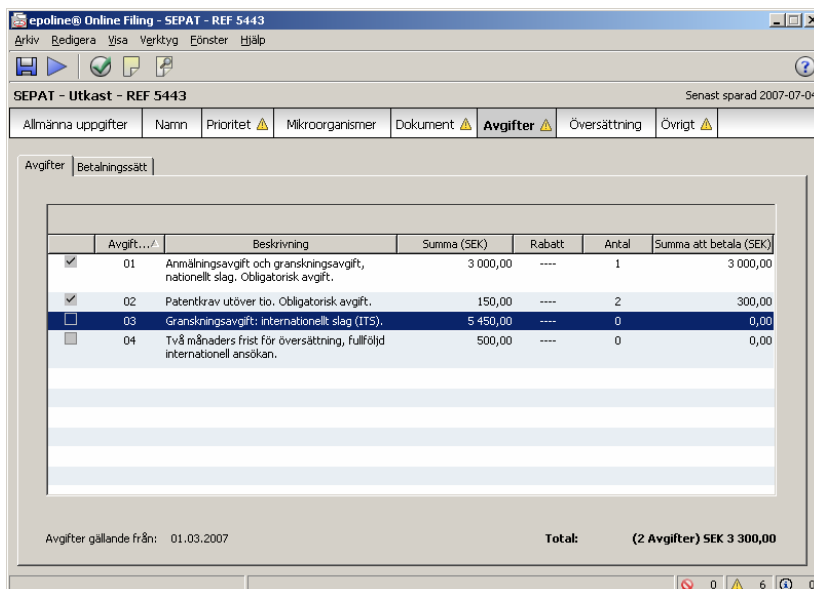 epoline® Online Filing - SEPAT - REF 5443
Arkiv Redigera Visa Verktyg Fönster Hjälp
SEPAT - Utkast - REF 5443 Senast sparad 2007-07-04
Allmänna uppgifter Namn Prioritet Mikroorganismer Dokument Avgifter Översättning Övrigt
Avgifter Betalningssätt
Avgift... Beskrivning Summa (SEK) Rabatt Antal Summa att betala (SEK)
01 Anmälningsavgift och granskningsavgift, 3 000,00 ---- 1 3 000,00
nationellt slag. Obligatorisk avgift.
02 Patentkrav utöver tio. Obligatorisk avgift. 150,00 ---- 2 300,00
03 Granskningsavgift: internationellt slag (ITS). 5 450,00 ---- 0 0,00
04 Två månaders frist för översättning, fullföljd 500,00 ---- 0 0,00
internationell ansökan.
Avgifter gällande från: 01.03.2007 Total: (2 Avgifter) SEK 3 300,00
0 6 0